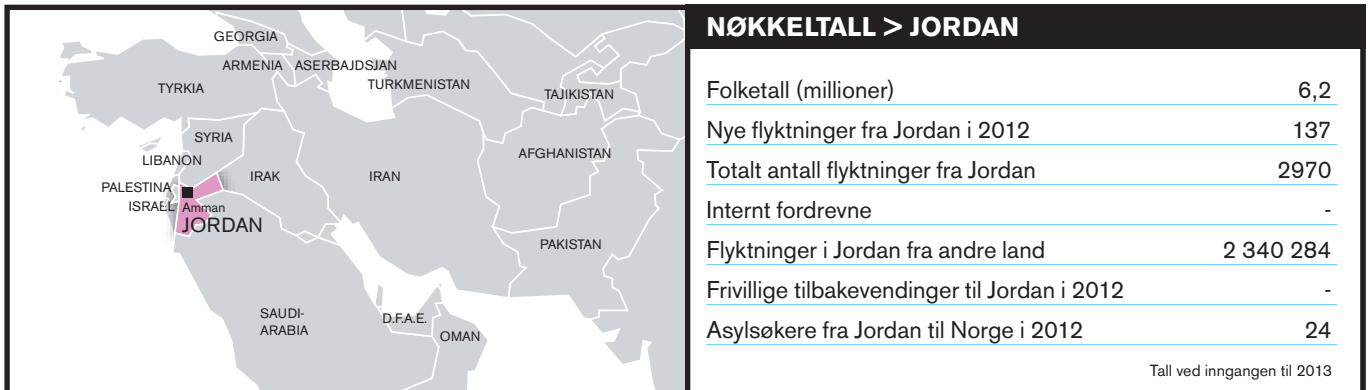 GEORGIA
ARMENIA ASERBAJDSJAN
TURKMENISTAN
TYRKIA
TAJIKISTAN
SYRIA
AFGHANISTAN
LIBANON
IRAK
IRAN
PALESTINA
ISRAEL Amman
JORDAN
PAKISTAN
SAUDI-
ARABIA
D.F.A.E.
OMAN
NØKKELTALL > JORDAN
Folketall (millioner) 6,2
Nye flyktninger fra Jordan i 2012 137
Totalt antall flyktninger fra Jordan 2970
Internt fordrevne -
Flyktninger i Jordan fra andre land 2 340 284
Frivillige tilbakevendinger til Jordan i 2012 -
Asylsøkere fra Jordan til Norge i 2012 24
Tall ved inngangen til 2013